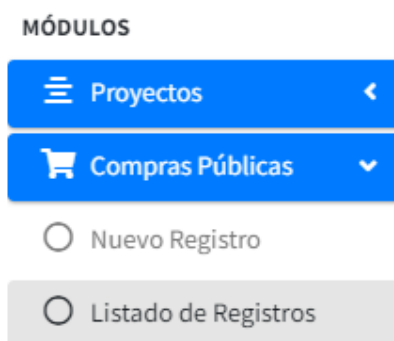 MÓDULOS
Proyectos
Compras Públicas
Nuevo Registro
Listado de Registros